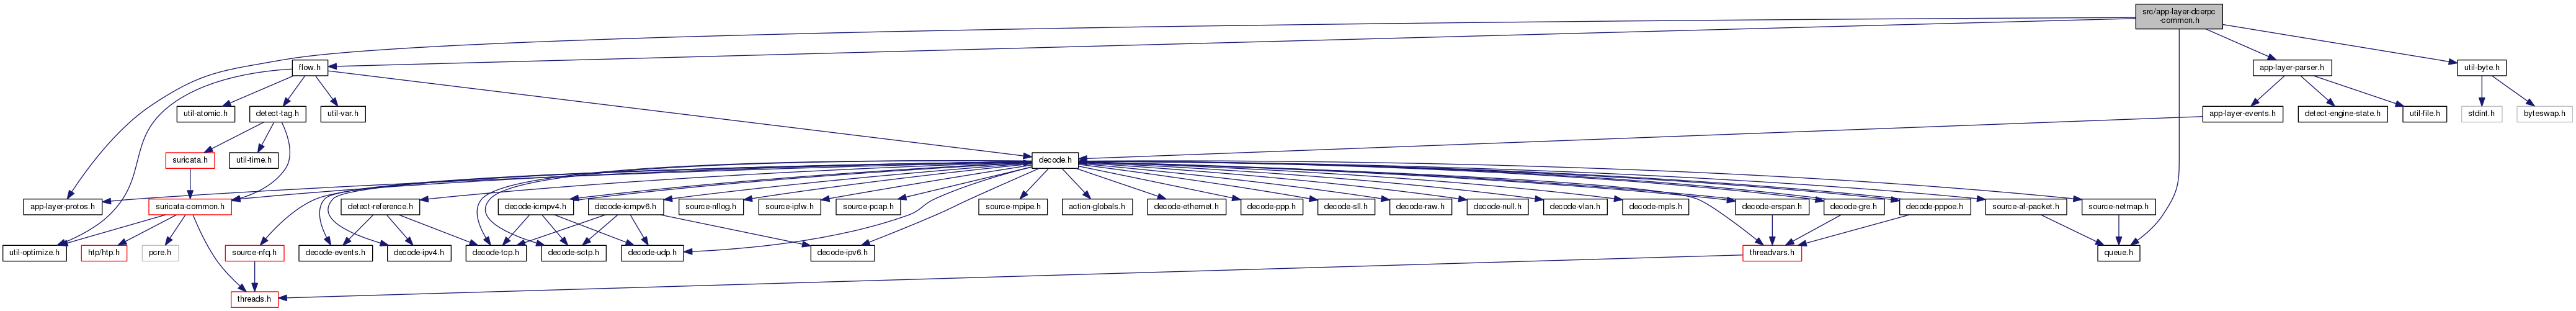 src/app-layer-dcerpc
-common.h
flow.h
app-layer-parser.h
util-byte.h
util-atomic.h
detect-tag.h
util-var.h
app-layer-events.h
detect-engine-state.h
util-file.h
stdint.h
byteswap.h
suricata.h
util-time.h
decode.h
app-layer-protos.h
suricata-common.h
detect-reference.h
decode-icmpv4.h
decode-icmpv6.h
source-nflog.h
source-ipfw.h
source-pcap.h
source-mpipe.h
action-globals.h
decode-ethernet.h
decode-ppp.h
decode-sll.h
decode-raw.h
decode-null.h
decode-vlan.h
decode-mpls.h
decode-erspan.h
decode-gre.h
decode-pppoe.h
source-af-packet.h
source-netmap.h
util-optimize.h
htp/htp.h
pcre.h
source-nfq.h
decode-events.h
decode-ipv4.h
decode-tcp.h
decode-sctp.h
decode-udp.h
decode-ipv6.h
threadvars.h
queue.h
threads.h